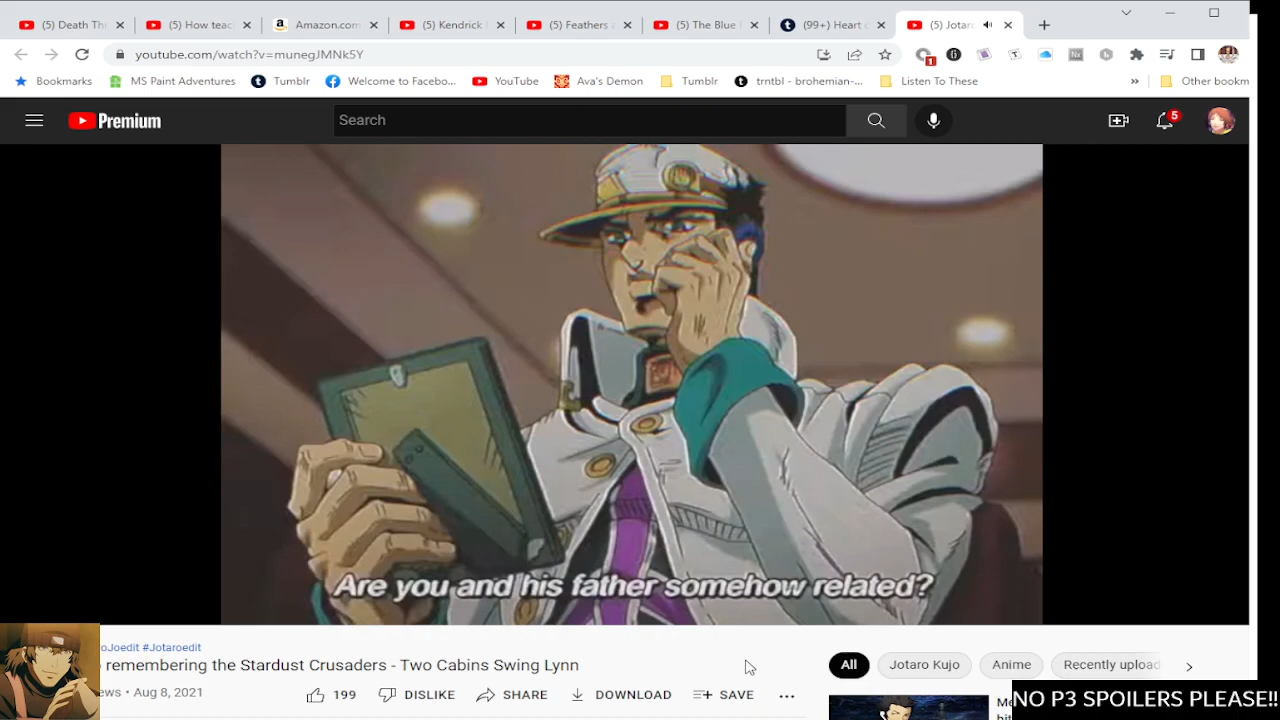 (5) Death Thr
(5) How teac
Amazon.com
(5) Kendrick
(5) Feathers a
(5) The Blue
(99+) Heart c
(5) Jotaro
youtube.com/watch?v=munegJMNk5Y
1
Nx
Bookmarks
MS Paint Adventures
Tumblr
Welcome to Facebo...
YouTube
Ava's Demon
Tumblr
trntbl - brohemian-...
Listen To These
»
Other bookm
Premium
Search
5
Are you and his father somehow related?
oJoedit #Jotaroedit
remembering the Stardust Crusaders - Two Cabins Swing Lynn
ews • Aug 8, 2021
199
DISLIKE
SHARE
DOWNLOAD
SAVE
All
Jotaro Kujo
Anime
Recently upload
NO P3 SPOILERS PLEASE!!